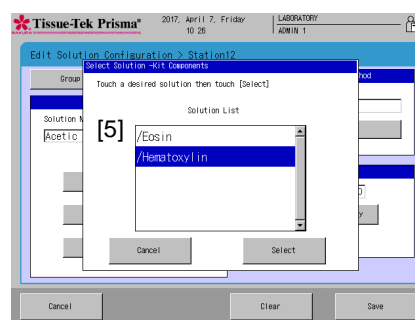 Tissue-Tek Prisma® 2017, April 7, Friday LABORATORY
SAKURA 10 26 ADMIN 1
Edit Solution Configuration > Station12
Select Solution -Kit Components
Group
hod
Touch a desired solution then touch [Select]
Solution N
Solution List
Acetic
[5]
/Eosin
/Hematoxylin
y
Cancel Select
Cancel Clear Save